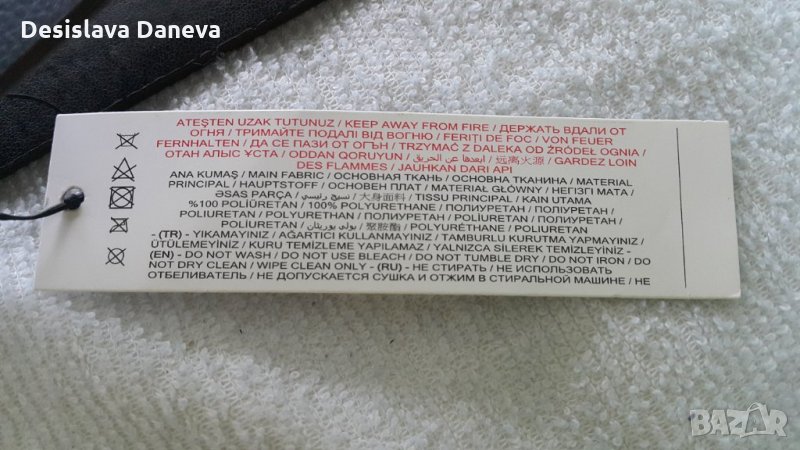 Desislava Daneva
ATEŞTEN UZAK TUTUNUZ / KEEP AWAY FROM FIRE / ДЕРЖАТЬ ВДАЛИ ОТ
ОГНЯ / ТРИМАЙТЕ ПОДАЛІ ВІД ВОГНЮ / FERIȚI DE FOC / VON FEUER
FERNHALTEN / ДА СЕ ПАЗИ ОТ ОГЪН / TRZYMAĆ Z DALEKA OD ŹRÓDEŁ OGNIA /
ОТАН АЛЫС ҰСТА / ODDAN QORUYUN / ابعدها عن الحريق / 远离火源 / GARDEZ LOIN
DES FLAMMES / JAUHKAN DARI API
ANA KUMAŞ / MAIN FABRIC / ОСНОВНАЯ ТКАНЬ / ОСНОВНА ТКАНИНА / MATERIAL
PRINCIPAL / HAUPTSTOFF / ОСНОВЕН ПЛАТ / MATERIAŁ GŁÓWNY / НЕГІЗГІ МАТА /
ƏSAS PARÇA / نسيج رئيسي / 大身面料 / TISSU PRINCIPAL / KAIN UTAMA
%100 POLİÜRETAN / 100% POLYURETHANE / ПОЛИУРЕТАН / ПОЛІУРЕТАН /
POLIURETAN / POLYURETHAN / ПОЛИУРЕТАН / POLIURETAN / ПОЛИУРЕТАН /
POLİURETAN / بولي يوريثان / 聚胺酯 / POLYURÉTHANE / POLIURETAN
- (TR) - YIKAMAYINIZ / AĞARTICI KULLANMAYINIZ / TAMBURLU KURUTMA YAPMAYINIZ /
ÜTÜLEMEYİNİZ / KURU TEMİZLEME YAPILAMAZ / YALNIZCA SİLEREK TEMİZLEYİNİZ -
(EN) - DO NOT WASH / DO NOT USE BLEACH / DO NOT TUMBLE DRY / DO NOT IRON / DO
NOT DRY CLEAN / WIPE CLEAN ONLY - (RU) - НЕ СТИРАТЬ / НЕ ИСПОЛЬЗОВАТЬ
ОТБЕЛИВАТЕЛЬ / НЕ ДОПУСКАЕТСЯ СУШКА И ОТЖИМ В СТИРАЛЬНОЙ МАШИНЕ / НЕ
BAZAR